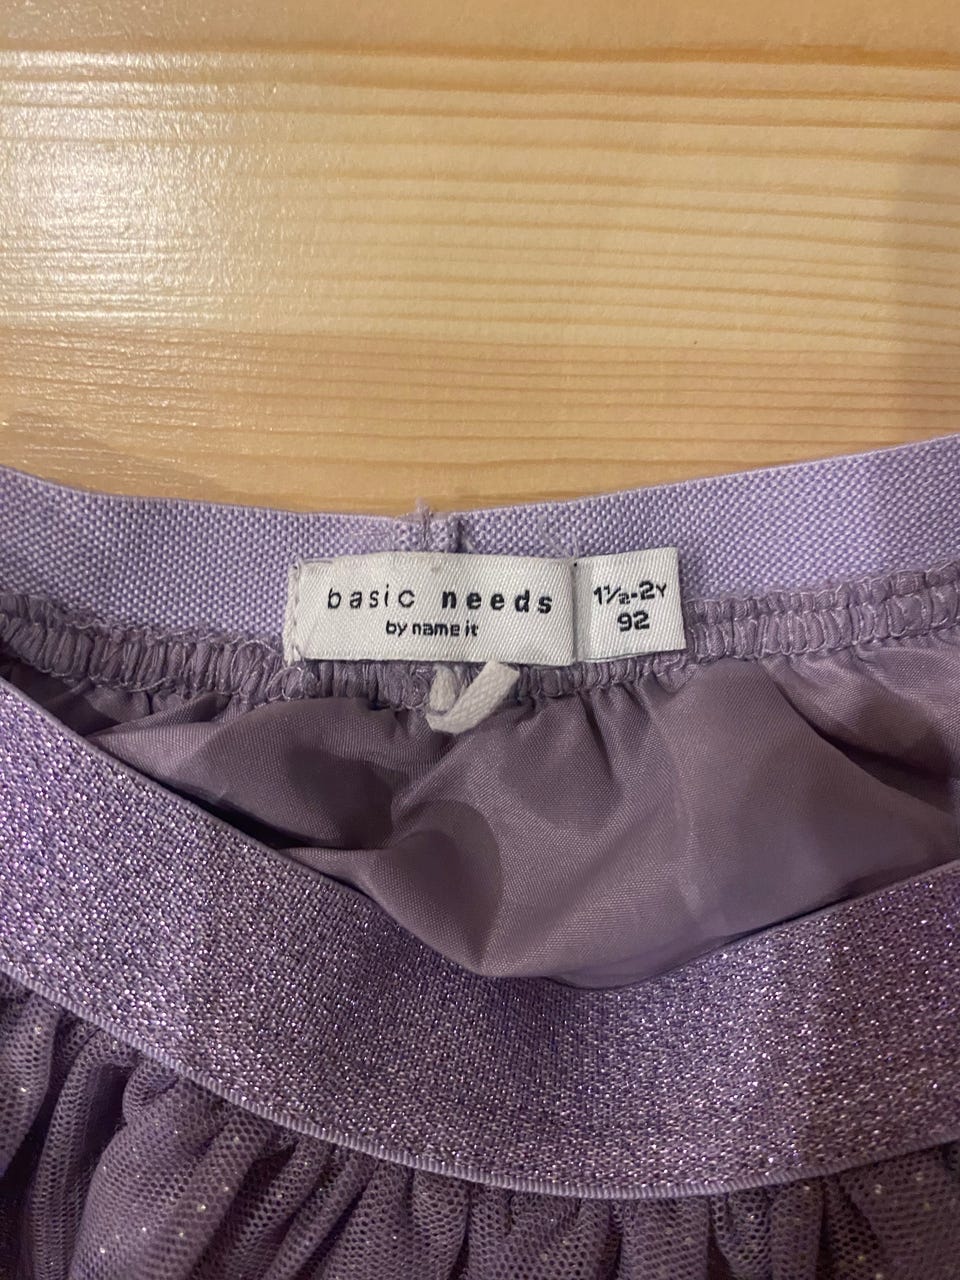 basic needs
by name it
1½-2Y
92